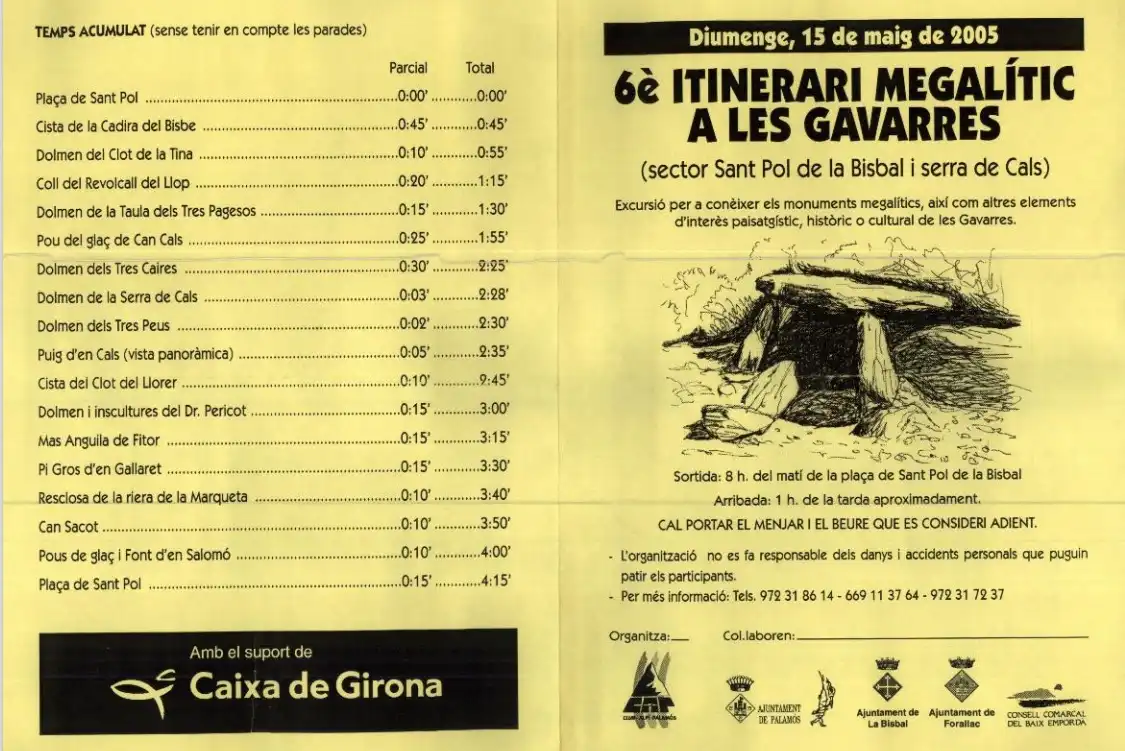 TEMPS ACUMULAT (sense tenir en compte les parades)
Parcial Total
Plaça de Sant Pol ........ 0:00' ........ 0:00'
Cista de la Cadira del Bisbe ........ 0:45' ........ 0:45'
Dolmen del Clot de la Tina ........ 0:10' ........ 0:55'
Coll del Revolcall del Llop ........ 0:20' ........ 1:15'
Dolmen de la Taula dels Tres Pagesos ........ 0:15' ........ 1:30'
Pou del glaç de Can Cals ........ 0:25' ........ 1:55'
Dolmen dels Tres Caires ........ 0:30' ........ 2:25'
Dolmen de la Serra de Cals ........ 0:03' ........ 2:28'
Dolmen dels Tres Peus ........ 0:02' ........ 2:30'
Puig d'en Cals (vista panoràmica) ........ 0:05' ........ 2:35'
Cista del Clot del Llorer ........ 0:10' ........ 2:45'
Dolmen i inscultures del Dr. Pericot ........ 0:15' ........ 3:00'
Mas Anguila de Fitor ........ 0:15' ........ 3:15'
Pi Gros d'en Gallaret ........ 0:15' ........ 3:30'
Resclosa de la riera de la Marqueta ........ 0:10' ........ 3:40'
Can Sacot ........ 0:10' ........ 3:50'
Pous de glaç i Font d'en Salomó ........ 0:10' ........ 4:00'
Plaça de Sant Pol ........ 0:15' ........ 4:15'
Amb el suport de
Caixa de Girona
Diumenge, 15 de maig de 2005
6è ITINERARI MEGALÍTIC
A LES GAVARRES
(sector Sant Pol de la Bisbal i serra de Cals)
Excursió per a conèixer els monuments megalítics, així com altres elements
d'interès paisatgístic, històric o cultural de les Gavarres.
Sortida: 8 h. del matí de la plaça de Sant Pol de la Bisbal
Arribada: 1 h. de la tarda aproximadament.
CAL PORTAR EL MENJAR I EL BEURE QUE ES CONSIDERI ADIENT.
- L'organització no es fa responsable dels danys i accidents personals que puguin
patir els participants.
- Per més informació: Tels. 972 31 86 14 - 669 11 37 64 - 972 31 72 37
Organitza: Col.laboren:
CLUB ALPÍ PALAMÓS
AJUNTAMENT
DE PALAMÓS
Ajuntament de
La Bisbal
Ajuntament de
Forallac
CONSELL COMARCAL
DEL BAIX EMPORDÀ